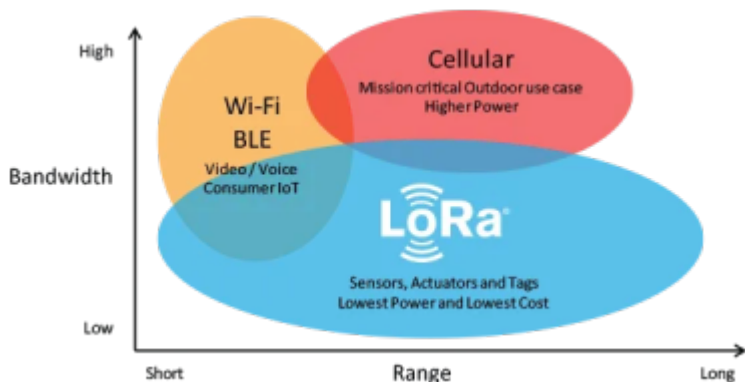 High
Bandwidth
Low
Wi-Fi
BLE
Video / Voice
Consumer IoT
Cellular
Mission critical Outdoor use case
Higher Power
LoRa®
Sensors, Actuators and Tags
Lowest Power and Lowest Cost
Short
Range
Long